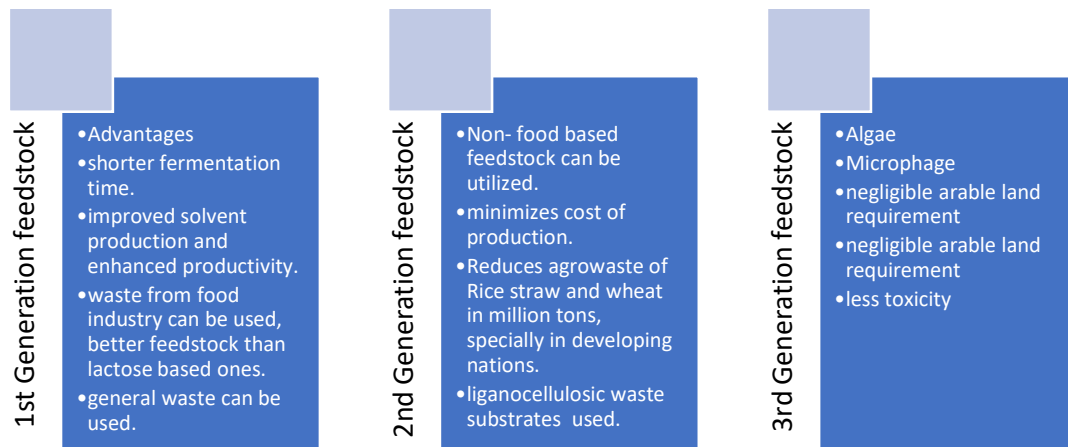 1st Generation feedstock
•Advantages
•shorter fermentation
time.
•improved solvent
production and
enhanced productivity.
•waste from food
industry can be used,
better feedstock than
lactose based ones.
•general waste can be
used.
2nd Generation feedstock
•Non- food based
feedstock can be
utilized.
•minimizes cost of
production.
•Reduces agrowaste of
Rice straw and wheat
in million tons,
specially in developing
nations.
•liganocellulosic waste
substrates used.
3rd Generation feedstock
•Algae
•Microphage
•negligible arable land
requirement
•negligible arable land
requirement
•less toxicity